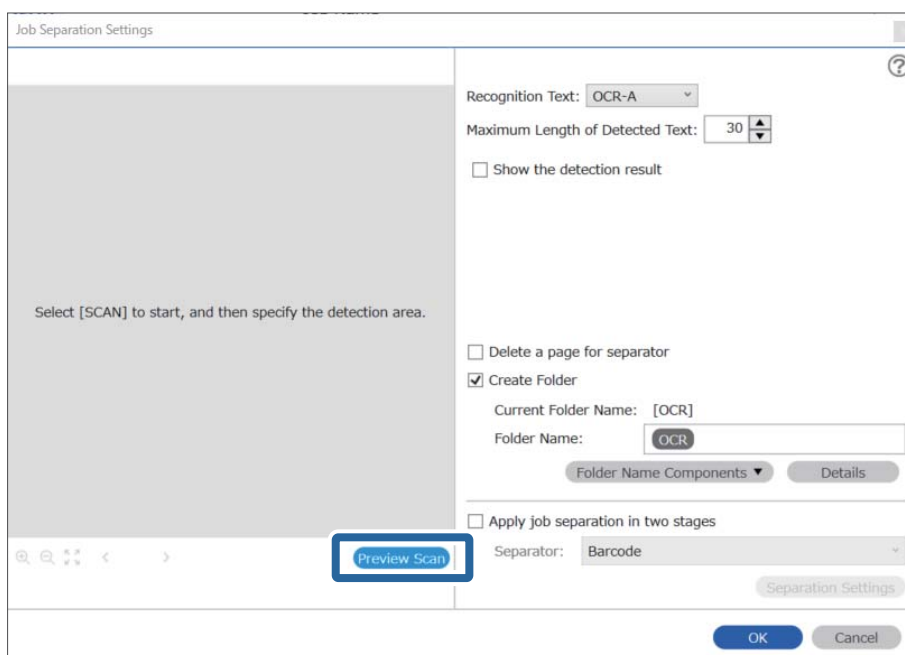 Job Separation Settings
Recognition Text: OCR-A
Maximum Length of Detected Text: 30
Show the detection result
Select [SCAN] to start, and then specify the detection area.
Delete a page for separator
Create Folder
Current Folder Name: [OCR]
Folder Name: OCR
Folder Name Components ▼ Details
Apply job separation in two stages
Preview Scan
Separator: Barcode
Separation Settings
OK Cancel